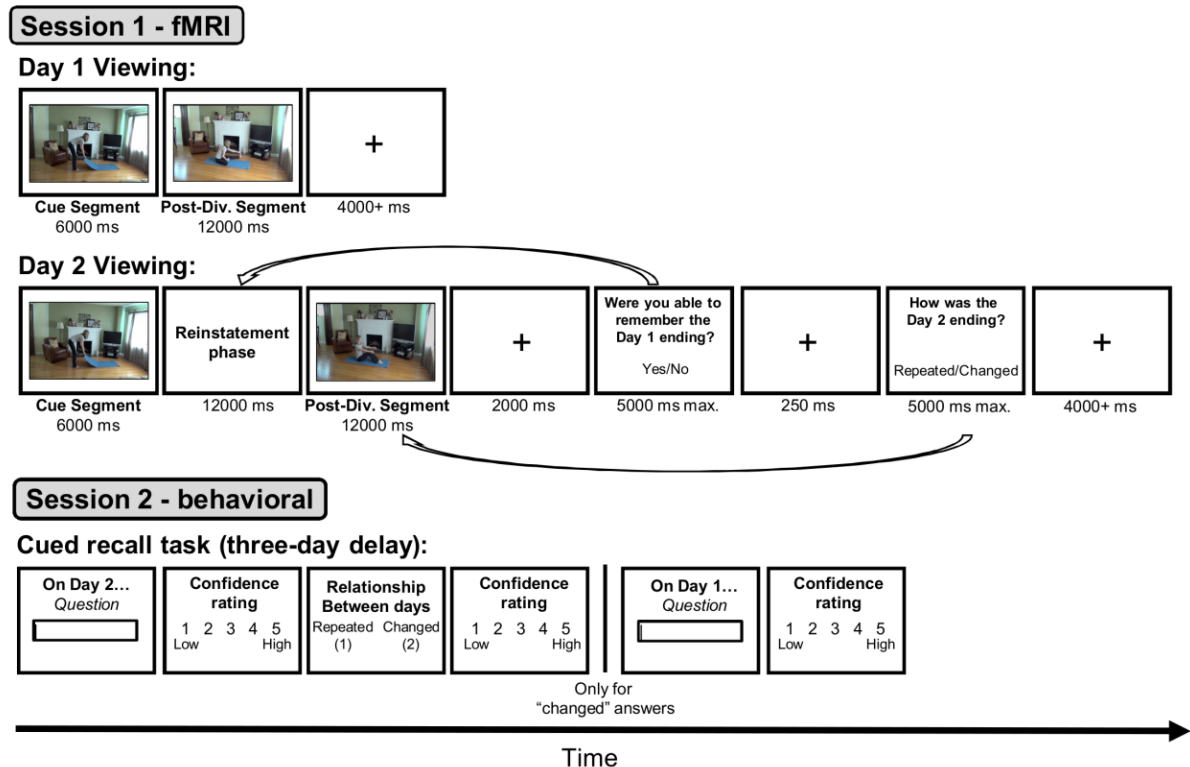 Session 1 - fMRI
Day 1 Viewing:
+
Cue Segment
6000 ms
Post-Div. Segment
12000 ms
4000+ ms
Day 2 Viewing:
Reinstatement
phase
+
Were you able to
remember the
Day 1 ending?
Yes/No
+
How was the
Day 2 ending?
Repeated/Changed
+
Cue Segment
6000 ms
12000 ms
Post-Div. Segment
12000 ms
2000 ms
5000 ms max.
250 ms
5000 ms max.
4000+ ms
Session 2 - behavioral
Cued recall task (three-day delay):
On Day 2...
Question
Confidence
rating
1 2 3 4 5
Low High
Relationship
Between days
Repeated Changed
(1) (2)
Confidence
rating
1 2 3 4 5
Low High
Only for
“changed” answers
On Day 1...
Question
Confidence
rating
1 2 3 4 5
Low High
Time